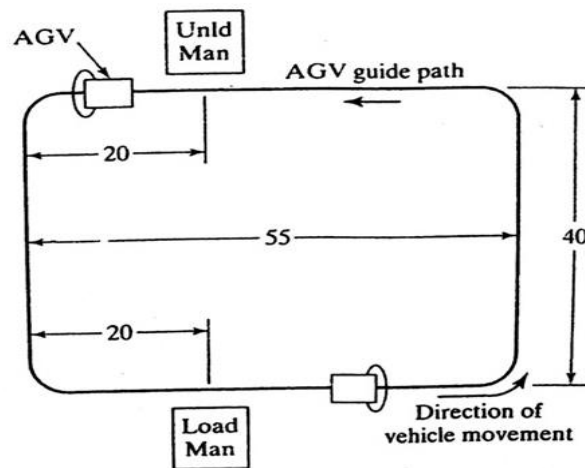 AGV
Unld
Man
AGV guide path
20
55
40
20
Load
Man
Direction of
vehicle movement